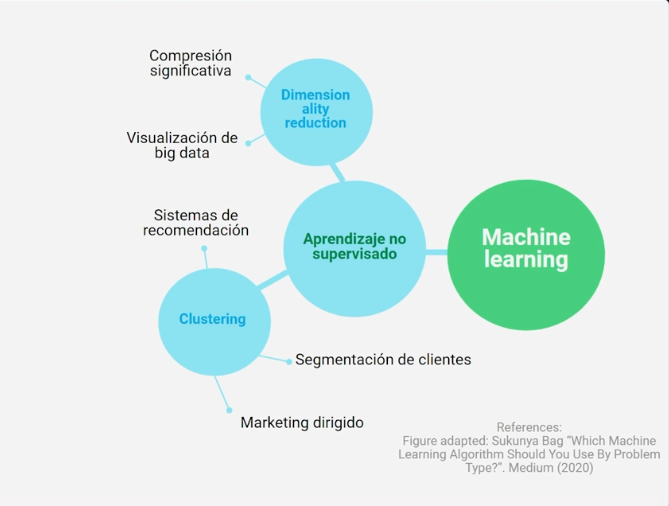 Compresión
significativa
Dimension
ality
reduction
Visualización de
big data
Sistemas de
recomendación
Aprendizaje no
supervisado
Machine
learning
Clustering
Segmentación de clientes
Marketing dirigido
References:
Figure adapted: Sukunya Bag "Which Machine
Learning Algorithm Should You Use By Problem
Type?". Medium (2020)